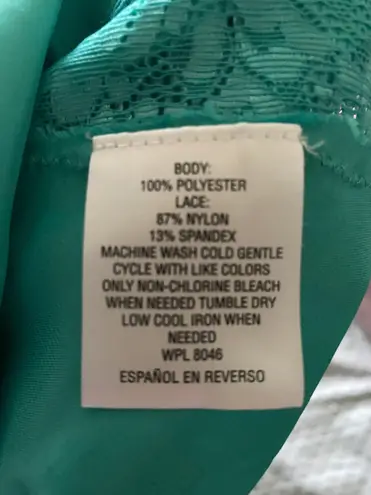 BODY:
100% POLYESTER
LACE:
87% NYLON
13% SPANDEX
MACHINE WASH COLD GENTLE
CYCLE WITH LIKE COLORS
ONLY NON-CHLORINE BLEACH
WHEN NEEDED TUMBLE DRY
LOW COOL IRON WHEN
NEEDED
WPL 8046
ESPAÑOL EN REVERSO